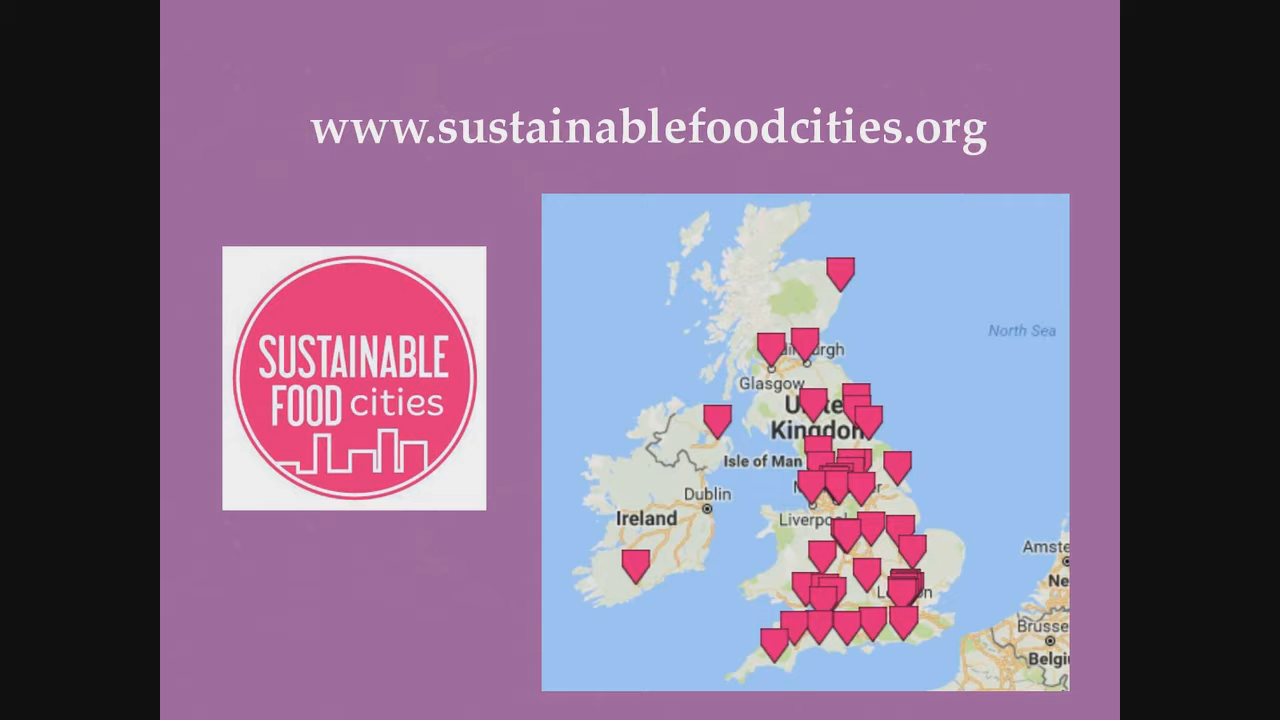 www.sustainablefoodcities.org
SUSTAINABLE
FOOD cities
North Sea
Glasgow
Kingdom
Isle of Man
Dublin
Ireland
Liverpool